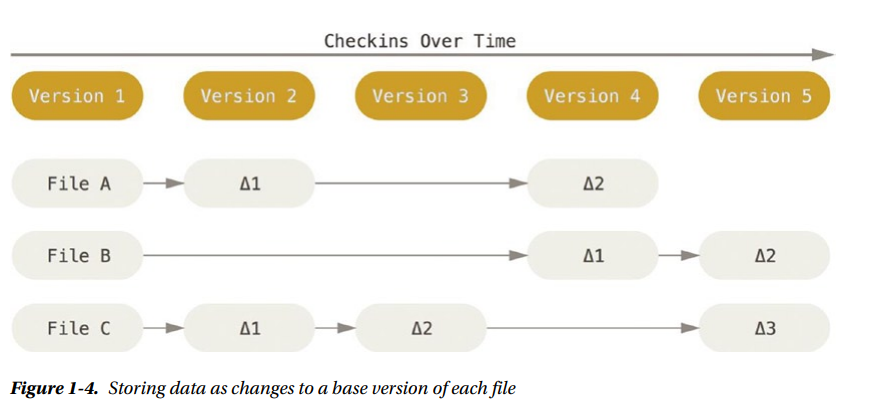 Checkins Over Time
Version 1 Version 2 Version 3 Version 4 Version 5
File A Δ1 Δ2
File B Δ1 Δ2
File C Δ1 Δ2 Δ3
Figure 1-4. Storing data as changes to a base version of each file